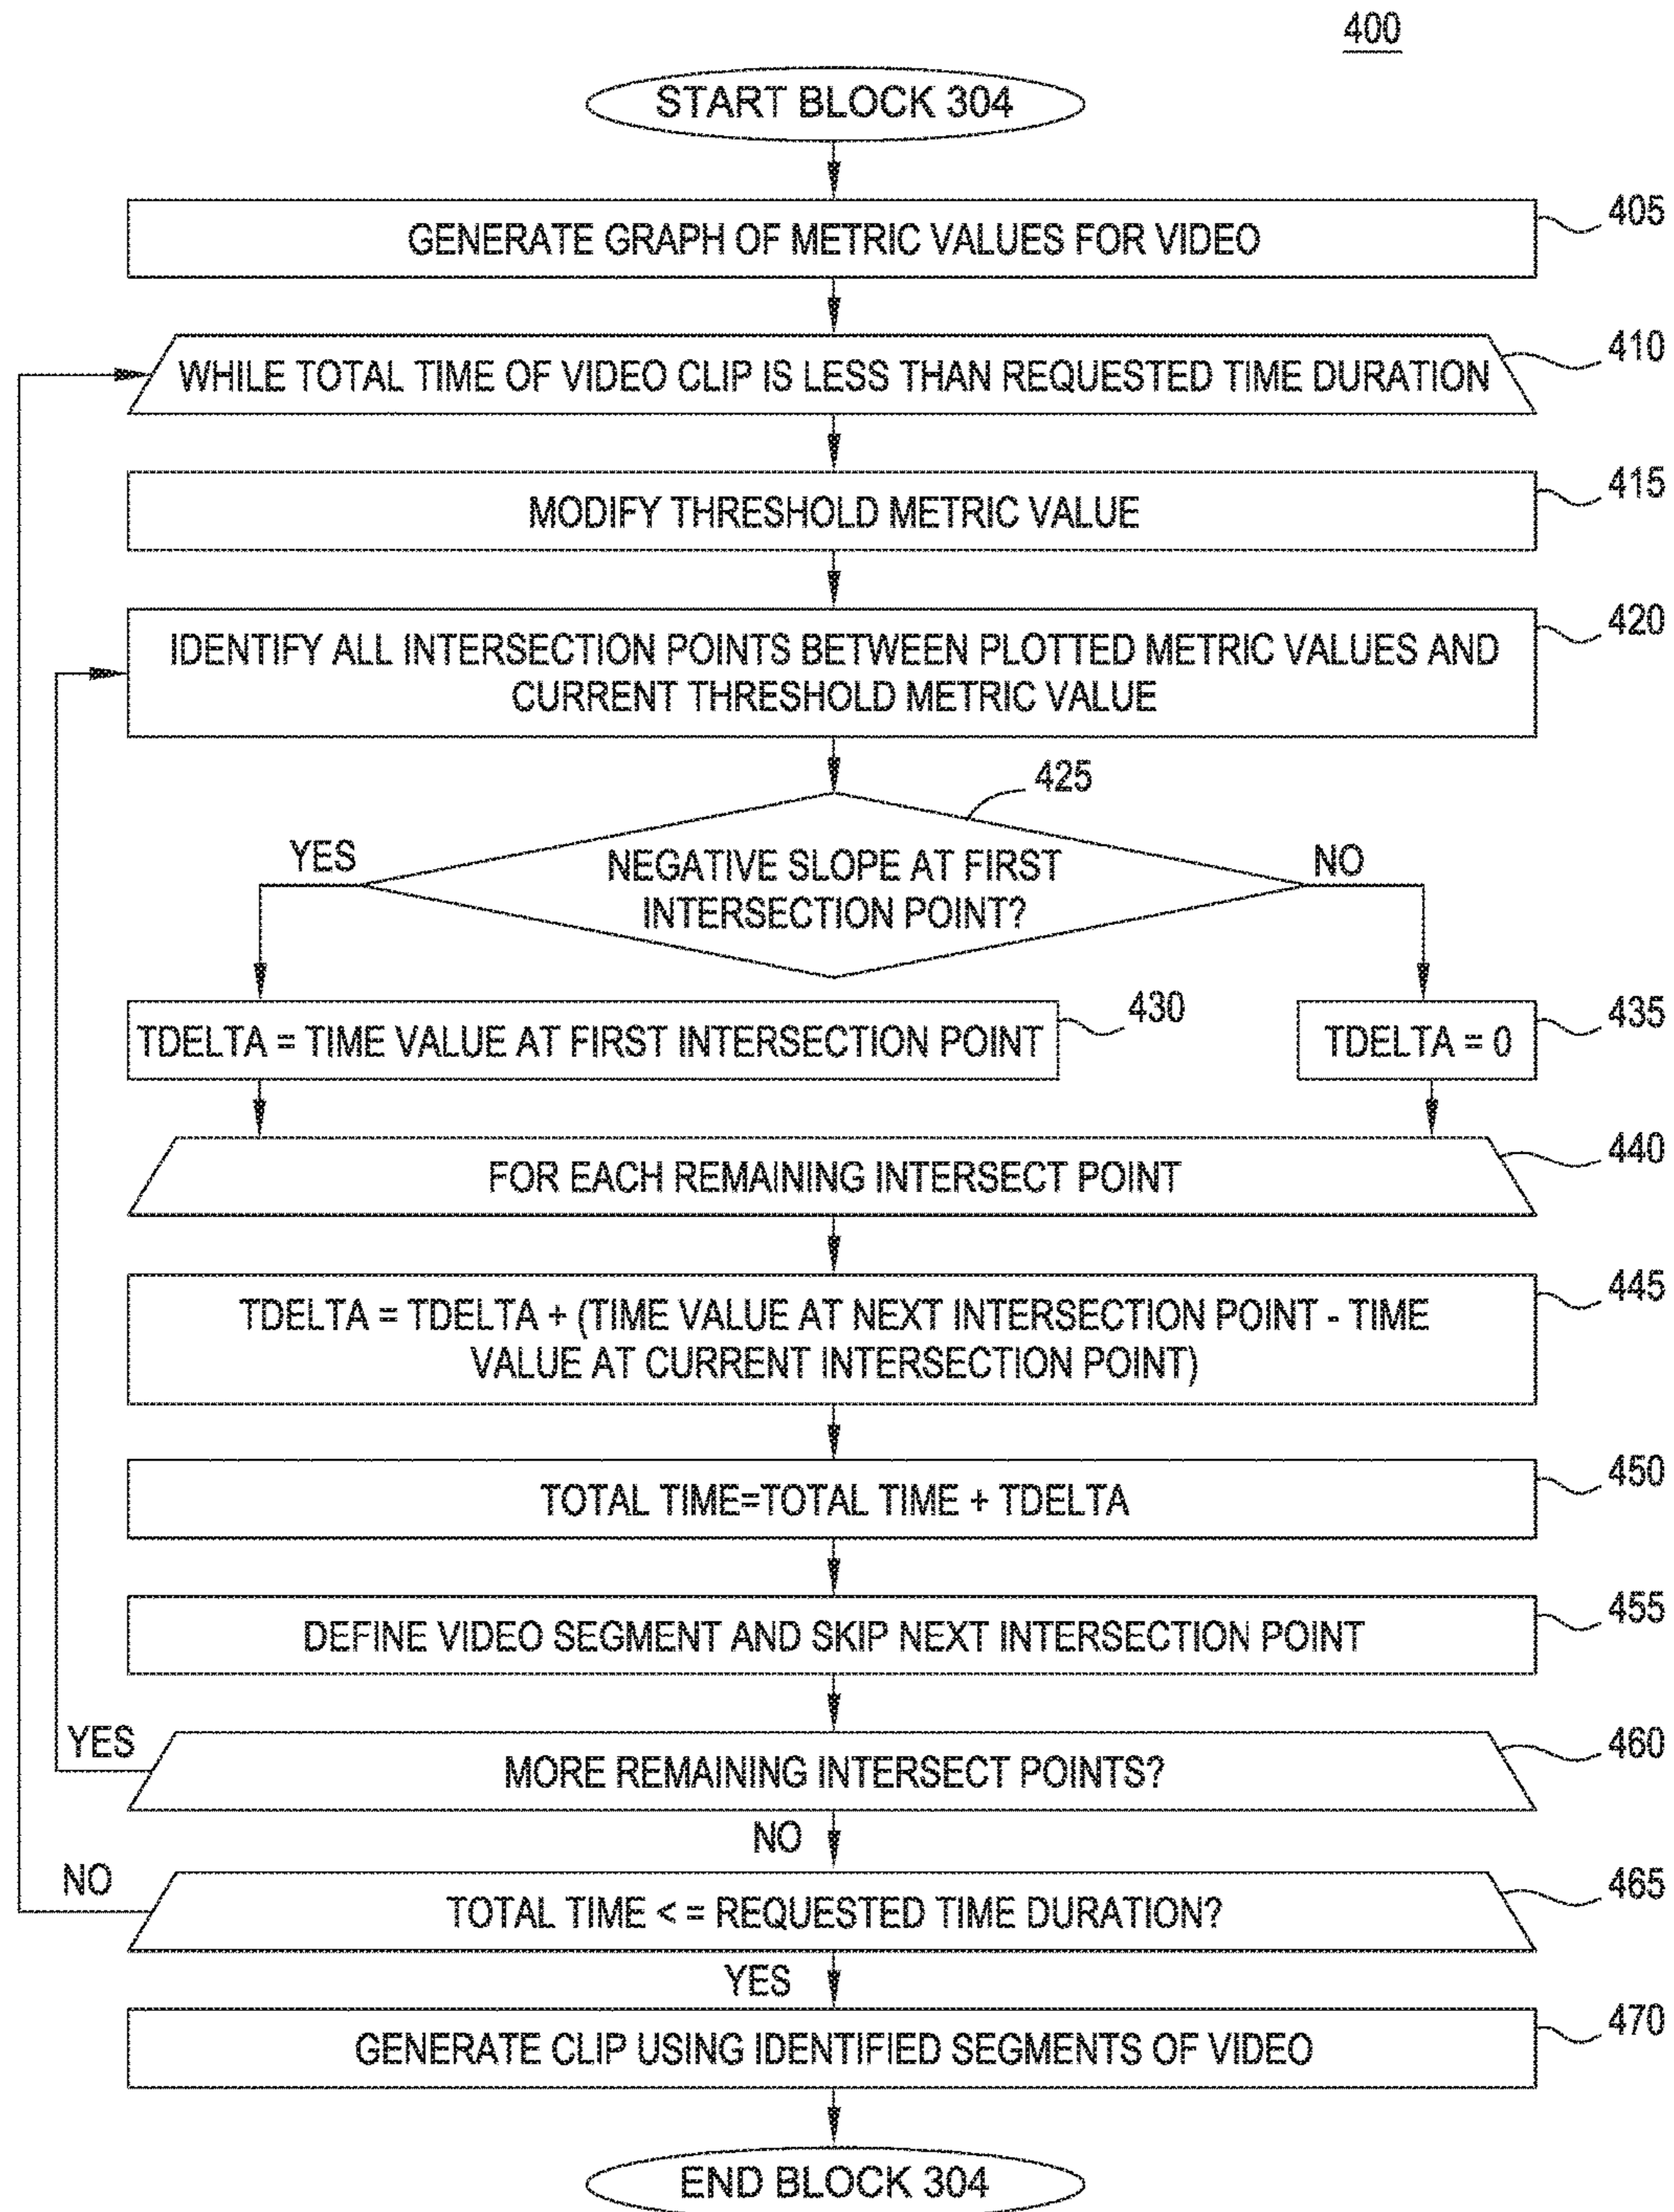 400
START BLOCK 304
GENERATE GRAPH OF METRIC VALUES FOR VIDEO
405
WHILE TOTAL TIME OF VIDEO CLIP IS LESS THAN REQUESTED TIME DURATION
410
MODIFY THRESHOLD METRIC VALUE
415
IDENTIFY ALL INTERSECTION POINTS BETWEEN PLOTTED METRIC VALUES AND
CURRENT THRESHOLD METRIC VALUE
420
425
YES
NEGATIVE SLOPE AT FIRST
INTERSECTION POINT?
NO
TDELTA = TIME VALUE AT FIRST INTERSECTION POINT
430
TDELTA = 0
435
FOR EACH REMAINING INTERSECT POINT
440
TDELTA = TDELTA + (TIME VALUE AT NEXT INTERSECTION POINT - TIME
VALUE AT CURRENT INTERSECTION POINT)
445
TOTAL TIME=TOTAL TIME + TDELTA
450
DEFINE VIDEO SEGMENT AND SKIP NEXT INTERSECTION POINT
455
YES
MORE REMAINING INTERSECT POINTS?
460
NO
NO
TOTAL TIME < = REQUESTED TIME DURATION?
465
YES
GENERATE CLIP USING IDENTIFIED SEGMENTS OF VIDEO
470
END BLOCK 304